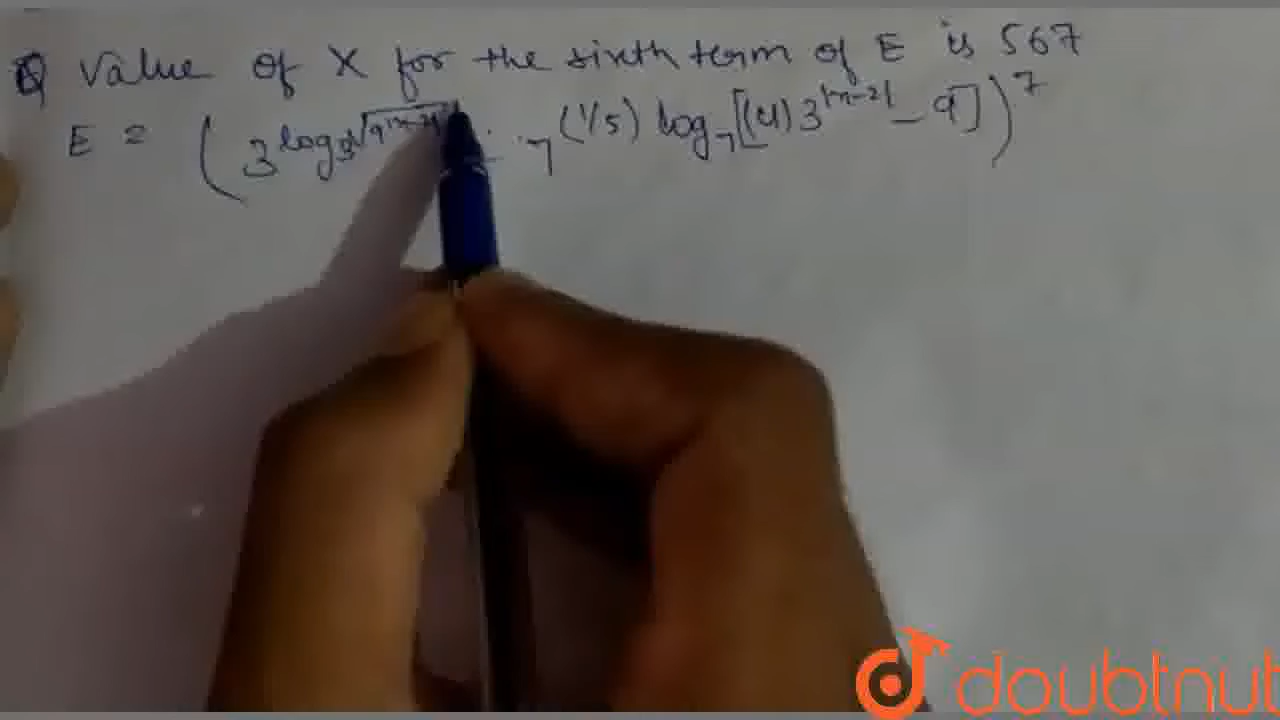 Q Value of X for the sixth term of E is 567
E = ( 3^log3√9^|x-2| 7^(1/5) log7[(4) 3^|x-2| - 9] )^7
doubtnut